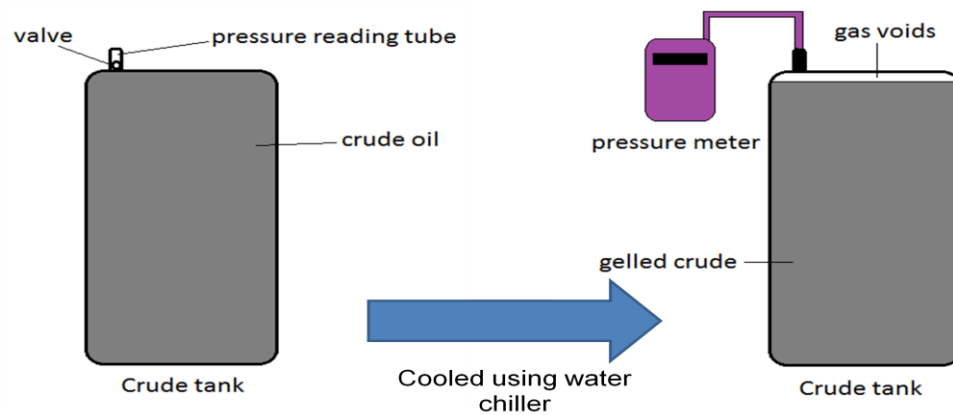 valve
pressure reading tube
crude oil
Crude tank
Cooled using water
chiller
gas voids
pressure meter
gelled crude
Crude tank